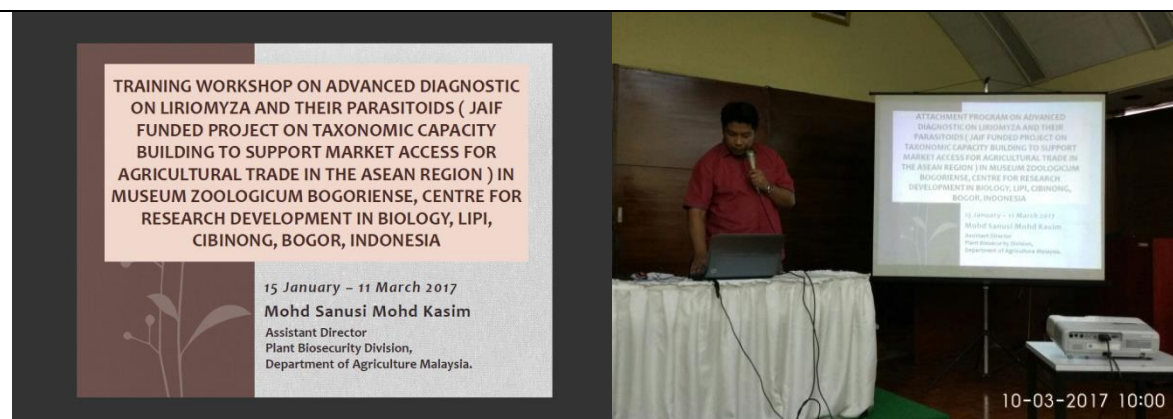 TRAINING WORKSHOP ON ADVANCED DIAGNOSTIC
ON LIRIOMYZA AND THEIR PARASITOIDS ( JAIF
FUNDED PROJECT ON TAXONOMIC CAPACITY
BUILDING TO SUPPORT MARKET ACCESS FOR
AGRICULTURAL TRADE IN THE ASEAN REGION ) IN
MUSEUM ZOOLOGICUM BOGORIENSE, CENTRE FOR
RESEARCH DEVELOPMENT IN BIOLOGY, LIPI,
CIBINONG, BOGOR, INDONESIA
15 January – 11 March 2017
Mohd Sanusi Mohd Kasim
Assistant Director
Plant Biosecurity Division,
Department of Agriculture Malaysia.
ATTACHMENT PROGRAM ON ADVANCED
DIAGNOSTIC ON LIRIOMYZA AND THEIR
PARASITOIDS ( JAIF FUNDED PROJECT ON
TAXONOMIC CAPACITY BUILDING TO SUPPORT
MARKET ACCESS FOR AGRICULTURAL TRADE IN
THE ASEAN REGION ) IN MUSEUM ZOOLOGICUM
BOGORIENSE, CENTRE FOR RESEARCH
DEVELOPMENT IN BIOLOGY, LIPI, CIBINONG,
BOGOR, INDONESIA
15 January – 11 March 2017
Mohd Sanusi Mohd Kasim
Assistant Director
Plant Biosecurity Division,
Department of Agriculture Malaysia.
10-03-2017 10:00